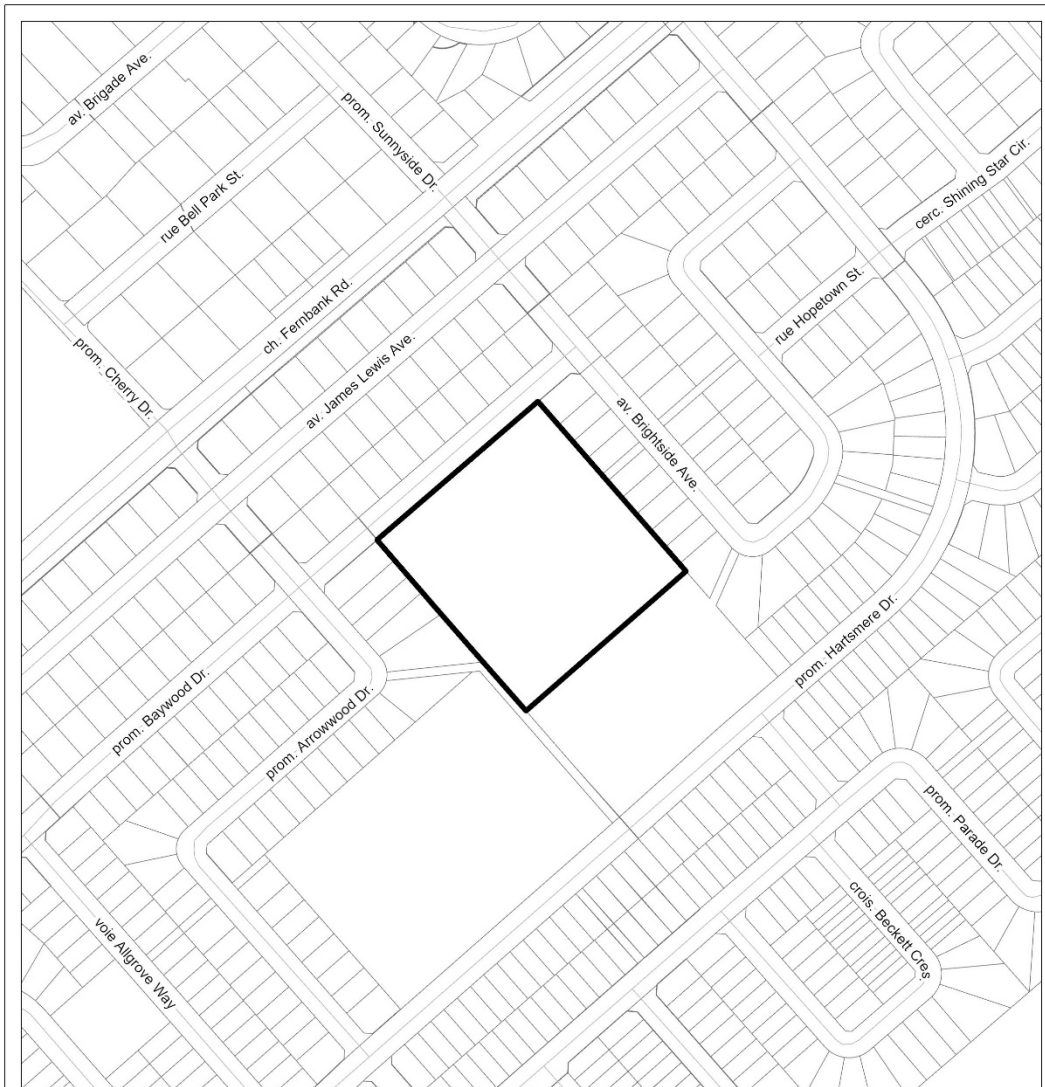 av. Brigade Ave.
prom. Sunnyside Dr.
cerc. Shining Star Cir.
rue Bell Park St.
ch. Fernbank Rd.
rue Hopetown St.
prom. Cherry Dr.
av. James Lewis Ave.
av. Brightside Ave.
prom. Hartsmere Dr.
prom. Baywood Dr.
prom. Arrowwood Dr.
prom. Parade Dr.
crois. Beckett Cres.
voie Allgrove Way